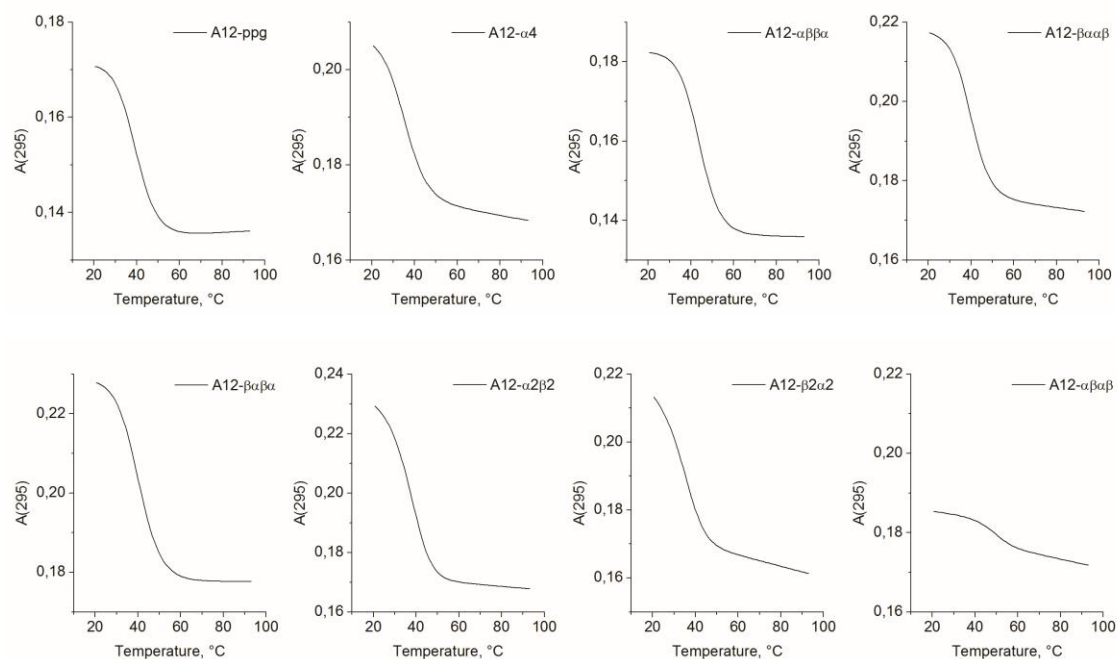 0,18
A12-ppg
0,16
0,14
A(295)
20 40 60 80 100
Temperature, °C
A12-α4
0,20
0,18
0,16
A(295)
20 40 60 80 100
Temperature, °C
A12-αββα
0,18
0,16
0,14
A(295)
20 40 60 80 100
Temperature, °C
0,22
A12-βααβ
0,20
0,18
0,16
A(295)
20 40 60 80 100
Temperature, °C
A12-βαβα
0,22
0,20
0,18
A(295)
20 40 60 80 100
Temperature, °C
0,24
A12-α2β2
0,22
0,20
0,18
0,16
A(295)
20 40 60 80 100
Temperature, °C
0,22
A12-β2α2
0,20
0,18
0,16
A(295)
20 40 60 80 100
Temperature, °C
0,22
A12-αβαβ
0,20
0,18
0,16
A(295)
20 40 60 80 100
Temperature, °C